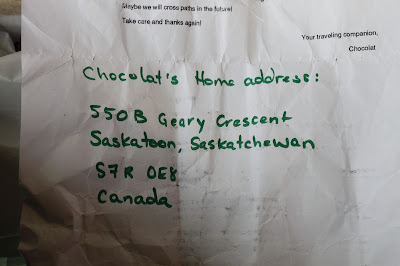 Maybe we will cross paths in the future!
Take care and thanks again!
Your traveling companion,
Chocolat
Chocolat's Home address:
550B Geary Crescent
Saskatoon, Saskatchewan
S7R 0E8
Canada